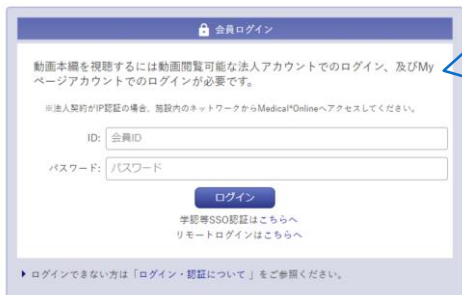 会員ログイン
動画本編を視聴するには動画閲覧可能な法人アカウントでのログイン、及びMy
ページアカウントでのログインが必要です。
※法人契約がIP認証の場合、施設内のネットワークからMedical*Onlineへアクセスしてください。
ID: 会員ID
パスワード: パスワード
ログイン
学認等SSO認証はこちらへ
リモートログインはこちらへ
ログインできない方は「ログイン・認証について 」をご参照ください。